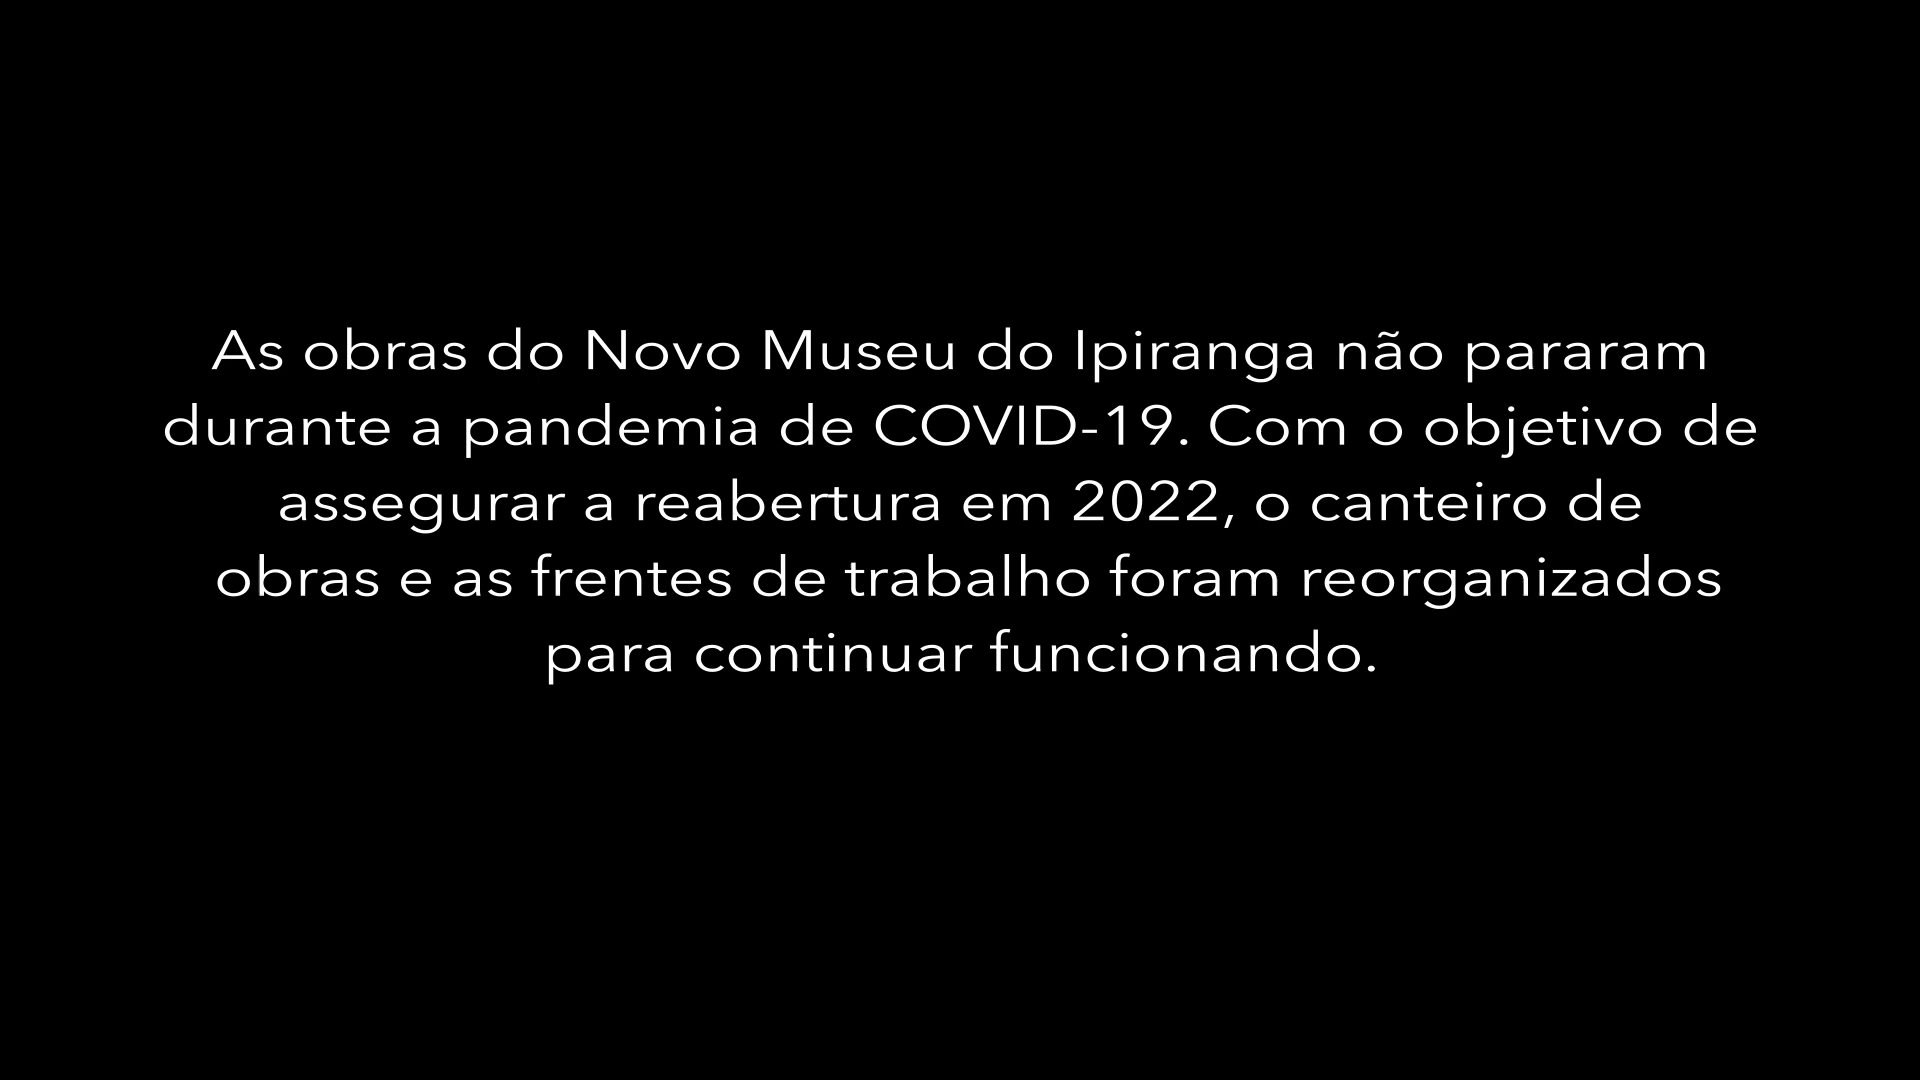 As obras do Novo Museu do Ipiranga não pararam
durante a pandemia de COVID-19. Com o objetivo de
assegurar a reabertura em 2022, o canteiro de
obras e as frentes de trabalho foram reorganizados
para continuar funcionando.